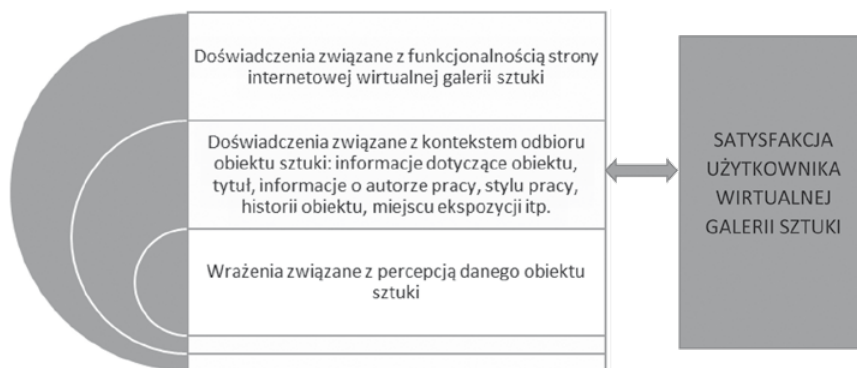 Doświadczenia związane z funkcjonalnością strony
internetowej wirtualnej galerii sztuki
Doświadczenia związane z kontekstem odbioru
obiektu sztuki: informacje dotyczące obiektu,
tytuł, informacje o autorze pracy, stylu pracy,
historii obiektu, miejscu ekspozycji itp.
Wrażenia związane z percepcją danego obiektu
sztuki
SATYSFAKCJA
UŻYTKOWNIKA
WIRTUALNEJ
GALERII SZTUKI